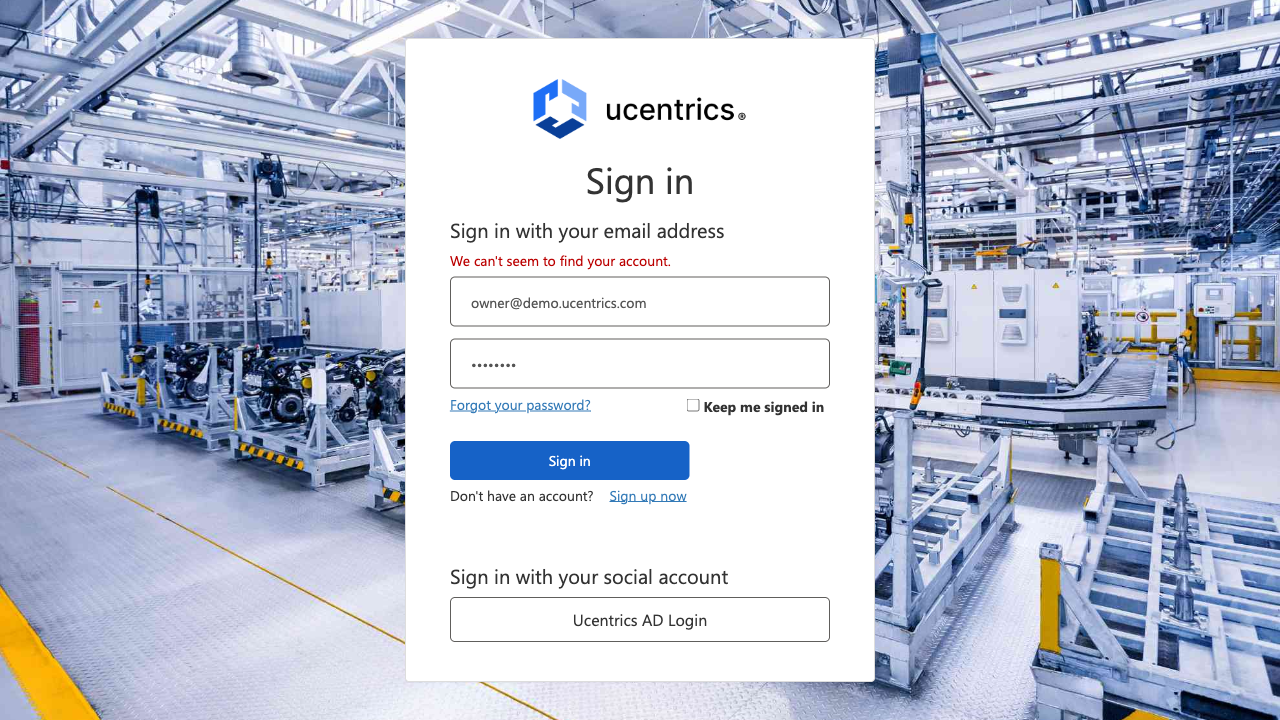 ucentrics®
Sign in
Sign in with your email address
We can't seem to find your account.
owner@demo.ucentrics.com
••••••••
Forgot your password?
Keep me signed in
Sign in
Don't have an account? Sign up now
Sign in with your social account
Ucentrics AD Login